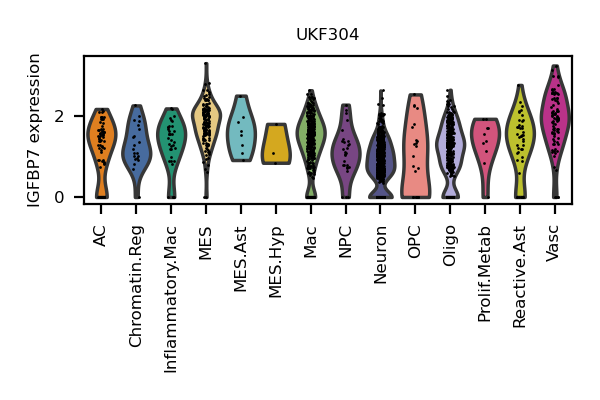 UKF304
IGFBP7 expression
2
0
AC
Chromatin.Reg
Inflammatory.Mac
MES
MES.Ast
MES.Hyp
Mac
NPC
Neuron
OPC
Oligo
Prolif.Metab
Reactive.Ast
Vasc